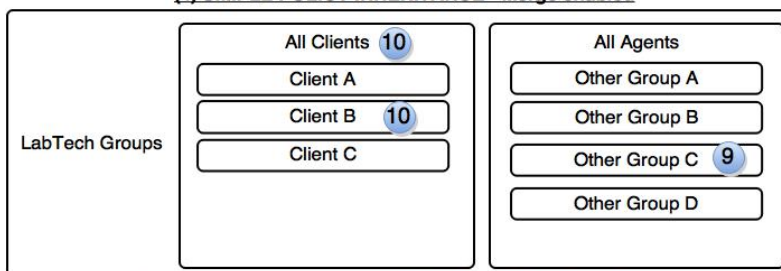 LabTech Groups
All Clients 10
Client A
Client B 10
Client C
All Agents
Other Group A
Other Group B
Other Group C 9
Other Group D